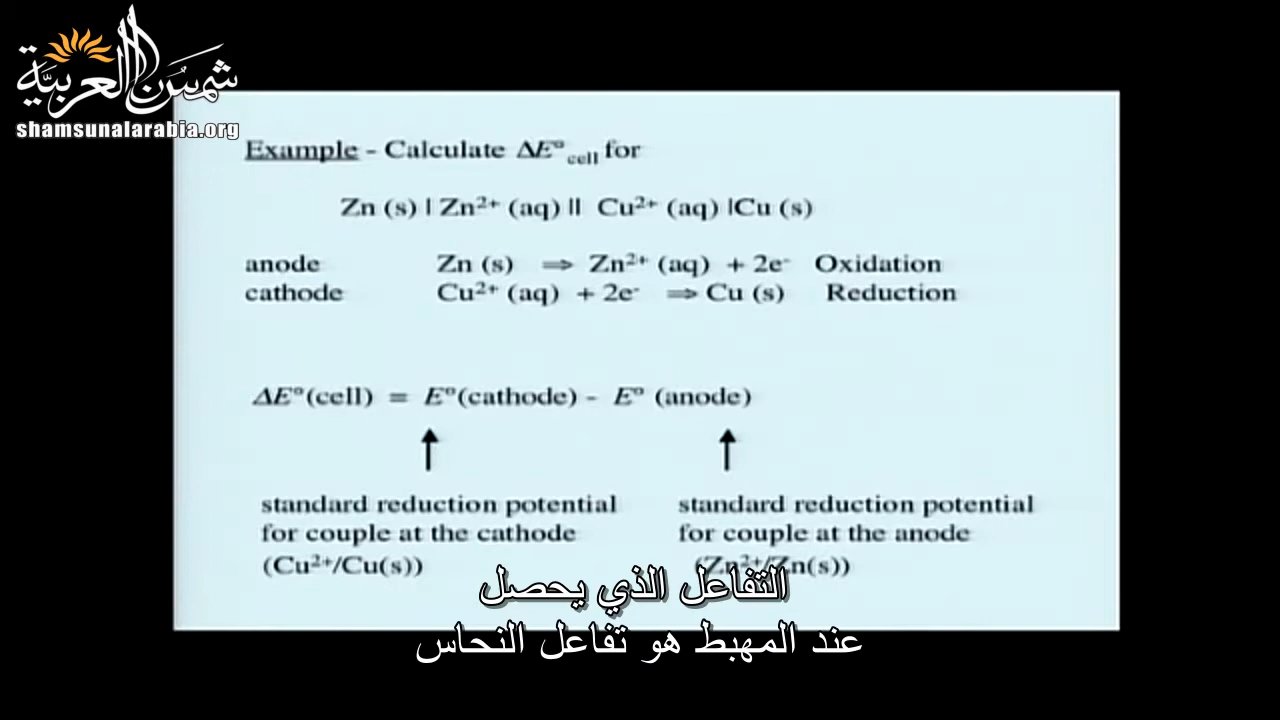 شمس العربية
shamsunalarabia.org
Example - Calculate ΔE°cell for
Zn (s) | Zn²⁺ (aq) || Cu²⁺ (aq) |Cu (s)
anode Zn (s) ⇒ Zn²⁺ (aq) + 2e⁻ Oxidation
cathode Cu²⁺ (aq) + 2e⁻ ⇒ Cu (s) Reduction
ΔE°(cell) = E°(cathode) - E° (anode)
standard reduction potential
for couple at the cathode
(Cu²⁺/Cu(s))
standard reduction potential
for couple at the anode
(Zn²⁺/Zn(s))
التفاعل الذي يحصل
عند المهبط هو تفاعل النحاس